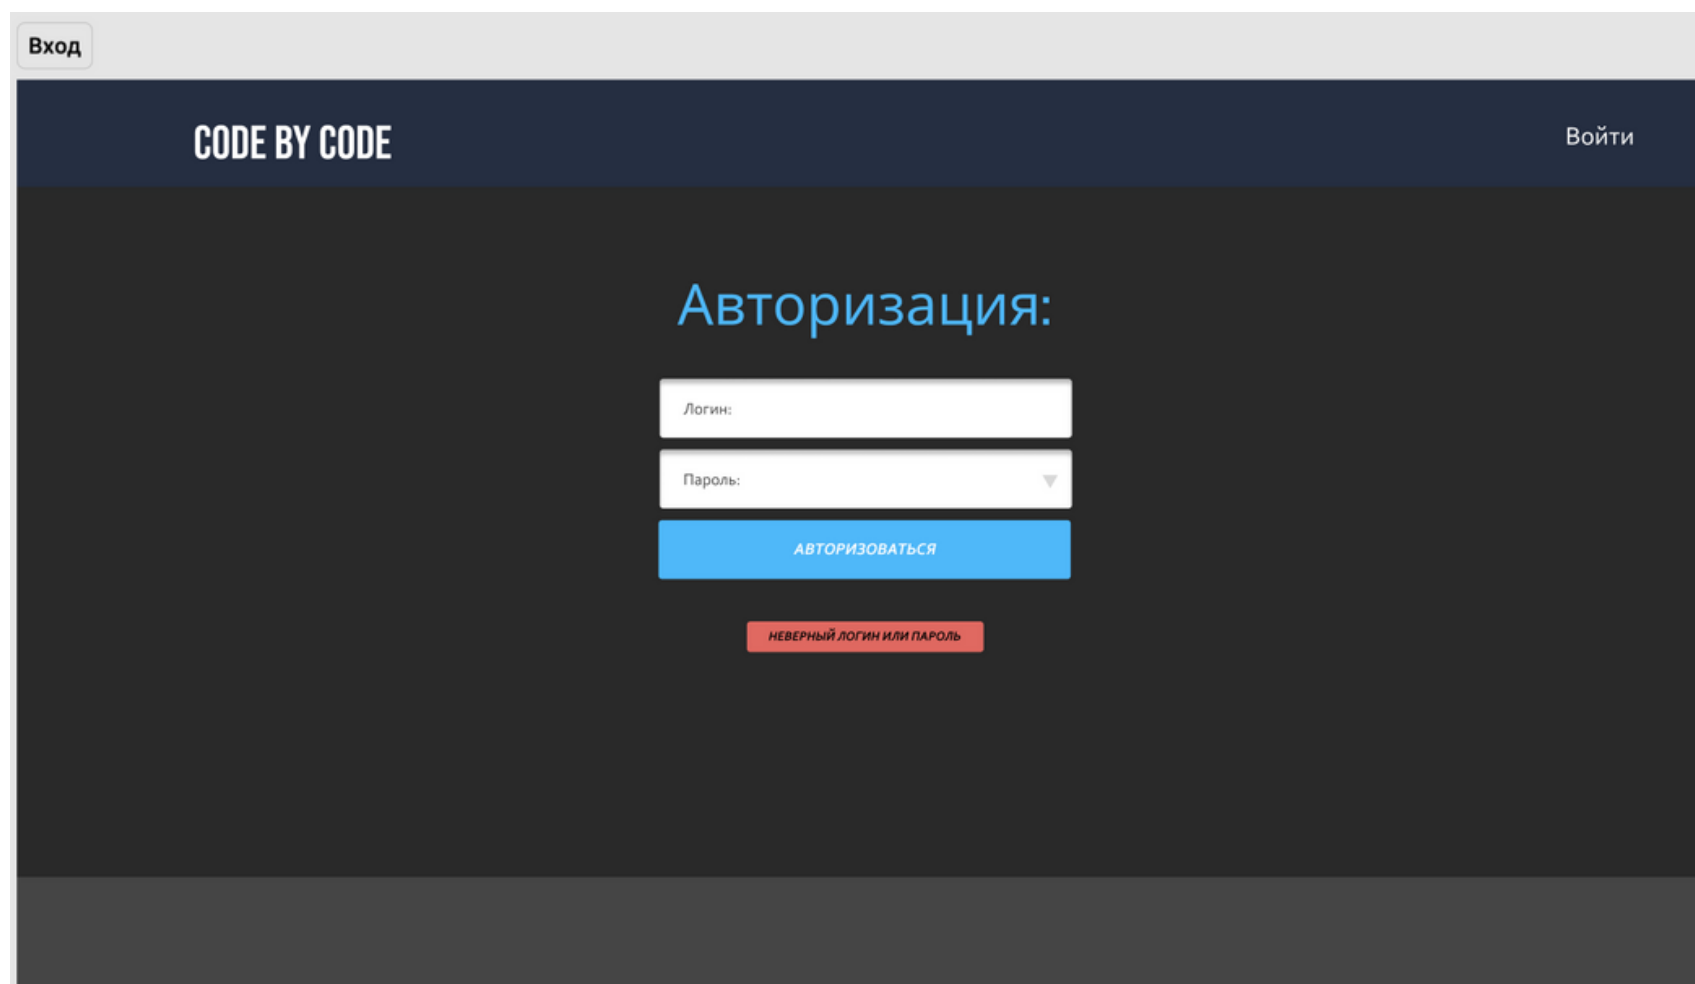 Вход
CODE BY CODE
Войти
Авторизация:
Логин:
Пароль:
АВТОРИЗОВАТЬСЯ
НЕВЕРНЫЙ ЛОГИН ИЛИ ПАРОЛЬ